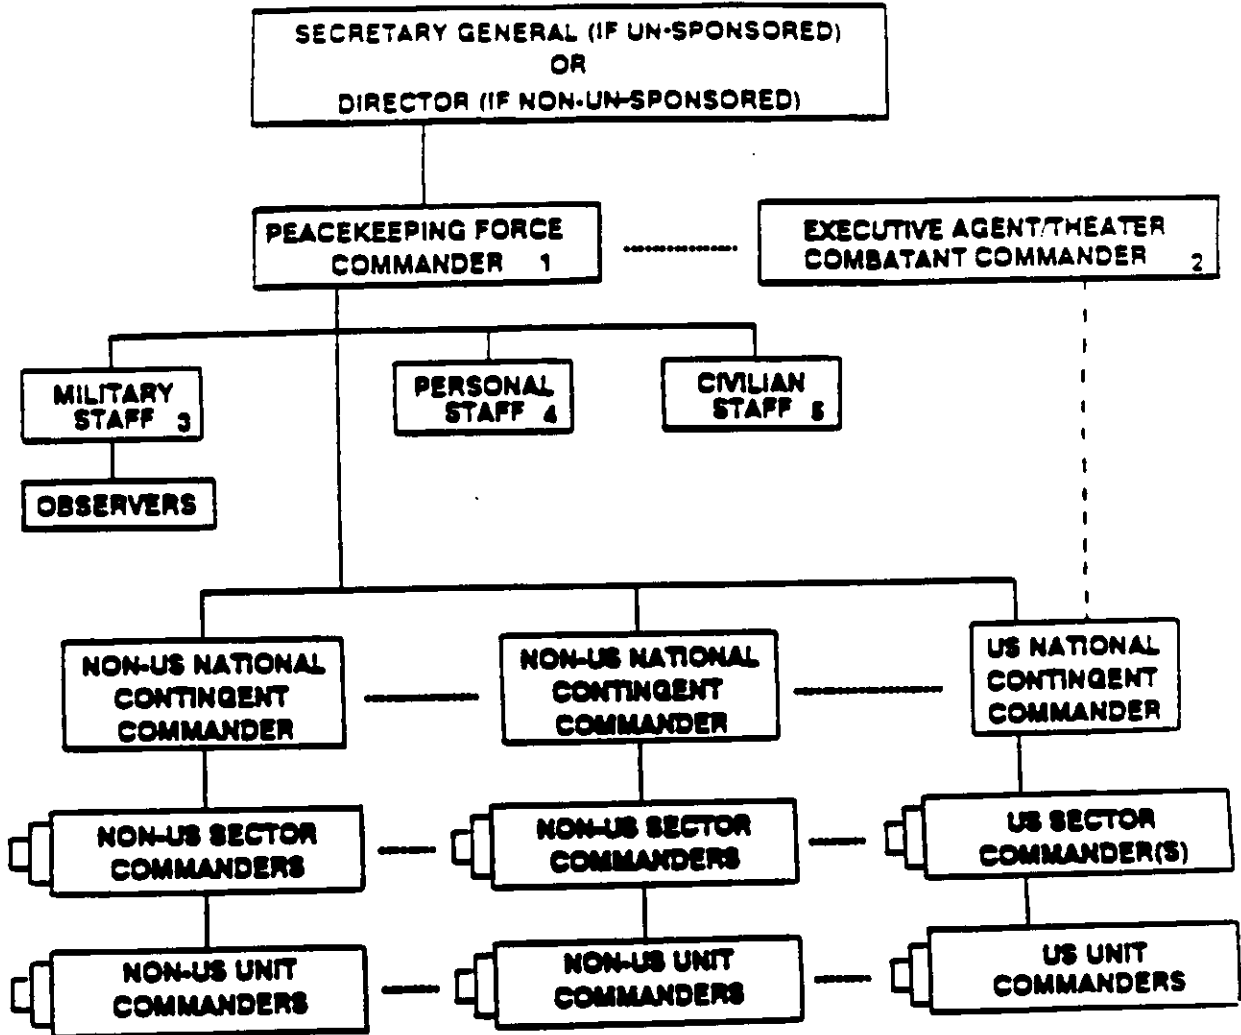 SECRETARY GENERAL (IF UN-SPONSORED)
OR
DIRECTOR (IF NON-UN-SPONSORED)
PEACEKEEPING FORCE
COMMANDER 1
EXECUTIVE AGENT/THEATER
COMBATANT COMMANDER 2
MILITARY
STAFF 3
PERSONAL
STAFF 4
CIVILIAN
STAFF 5
OBSERVERS
NON-US NATIONAL
CONTINGENT
COMMANDER
NON-US NATIONAL
CONTINGENT
COMMANDER
US NATIONAL
CONTINGENT
COMMANDER
NON-US SECTOR
COMMANDERS
NON-US SECTOR
COMMANDERS
US SECTOR
COMMANDER(S)
NON-US UNIT
COMMANDERS
NON-US UNIT
COMMANDERS
US UNIT
COMMANDERS